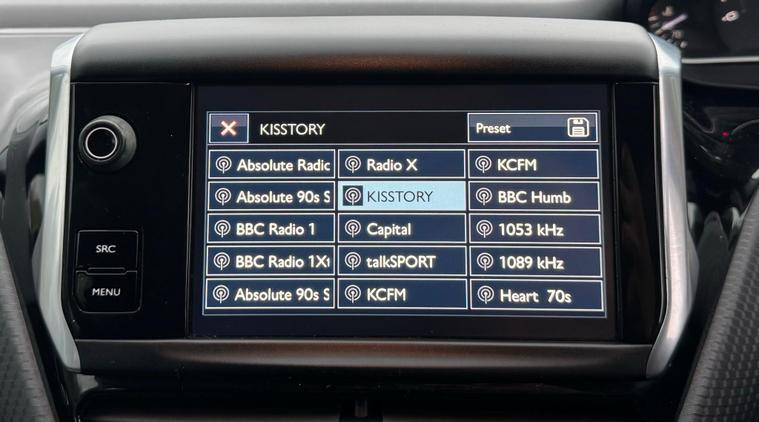 KISSTORY
Preset
Absolute Radic
Radio X
KCFM
Absolute 90s S
KISSTORY
BBC Humb
BBC Radio 1
Capital
1053 kHz
BBC Radio 1Xt
talkSPORT
1089 kHz
Absolute 90s S
KCFM
Heart 70s
SRC
MENU